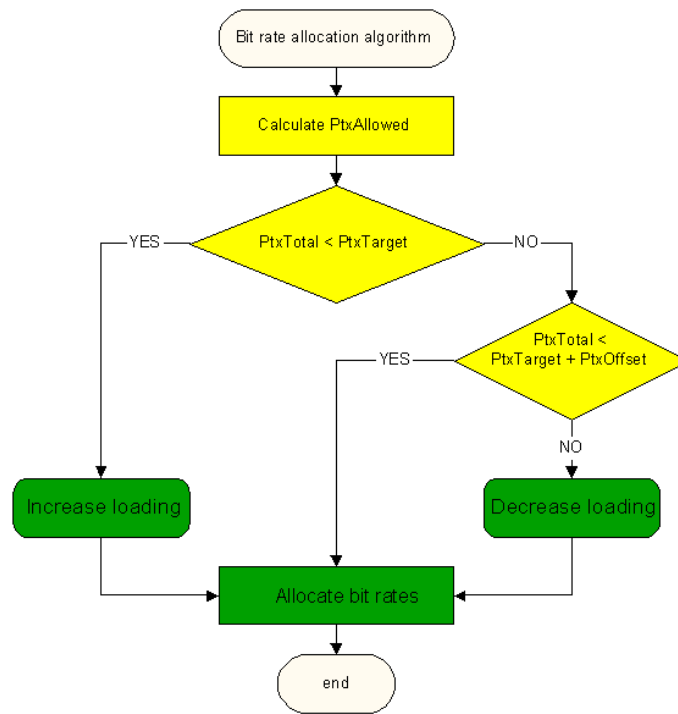 Bit rate allocation algorithm
Calculate PtxAllowed
PtxTotal < PtxTarget
YES
NO
PtxTotal <
PtxTarget + PtxOffset
YES
NO
Increase loading
Decrease loading
Allocate bit rates
end